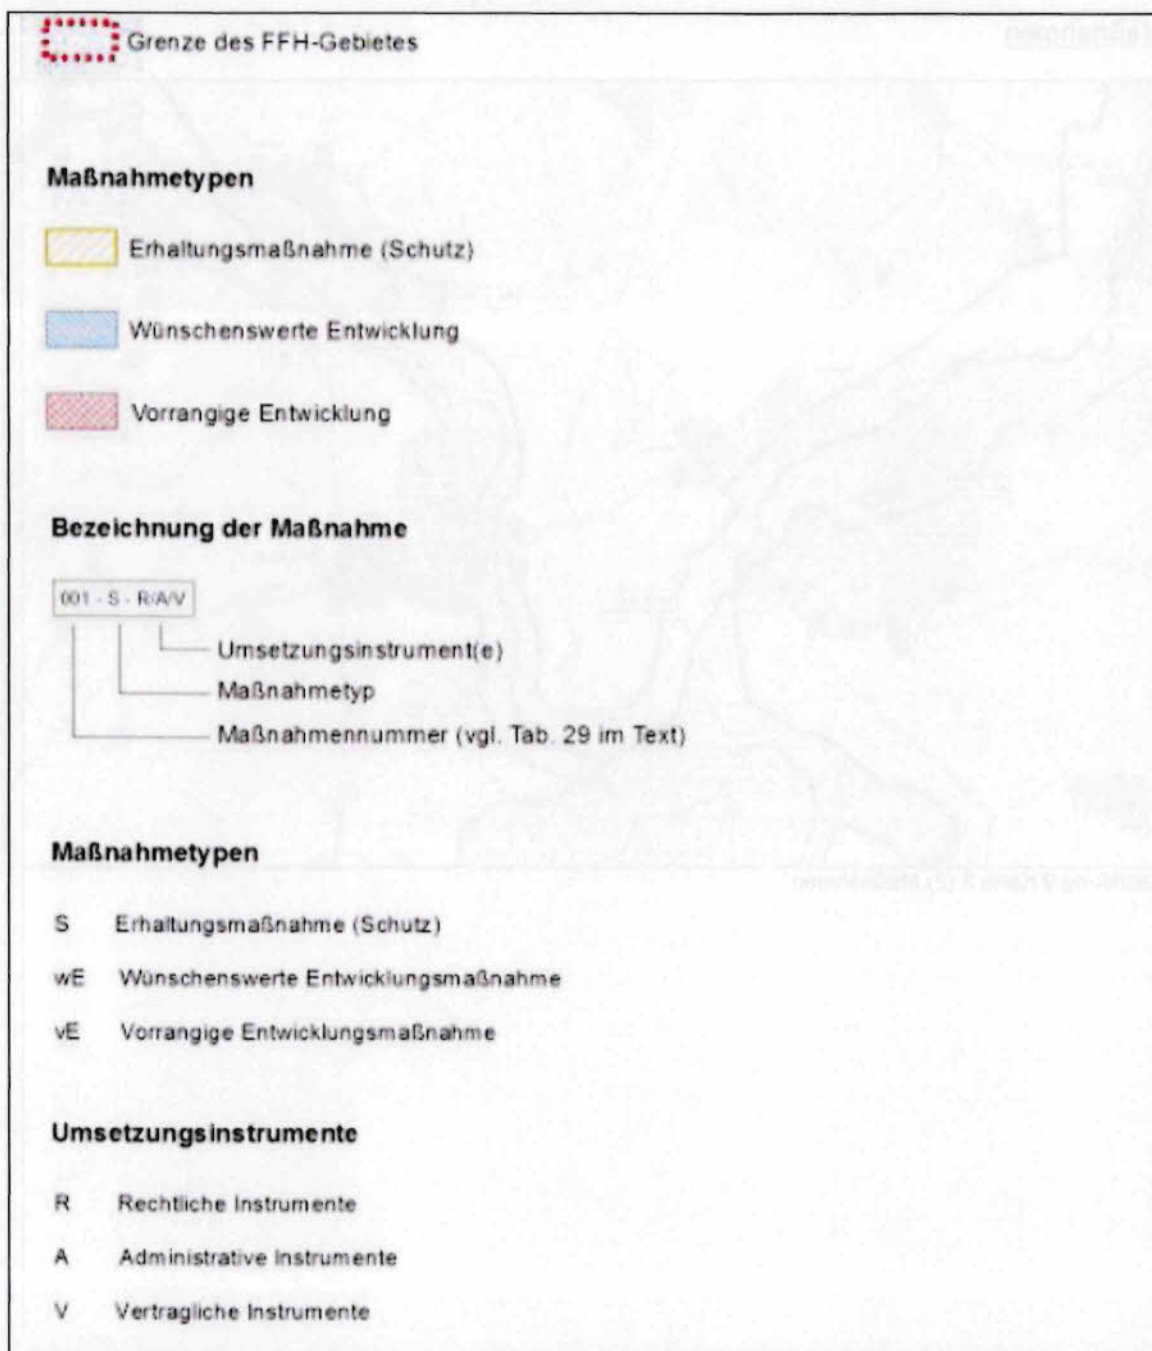 Grenze des FFH-Gebietes
Maßnahmetypen
Erhaltungsmaßnahme (Schutz)
Wünschenswerte Entwicklung
Vorrangige Entwicklung
Bezeichnung der Maßnahme
001 - S - R/A/V
Umsetzungsinstrument(e)
Maßnahmetyp
Maßnahmennummer (vgl. Tab. 29 im Text)
Maßnahmetypen
S Erhaltungsmaßnahme (Schutz)
wE Wünschenswerte Entwicklungsmaßnahme
vE Vorrangige Entwicklungsmaßnahme
Umsetzungsinstrumente
R Rechtliche Instrumente
A Administrative Instrumente
V Vertragliche Instrumente